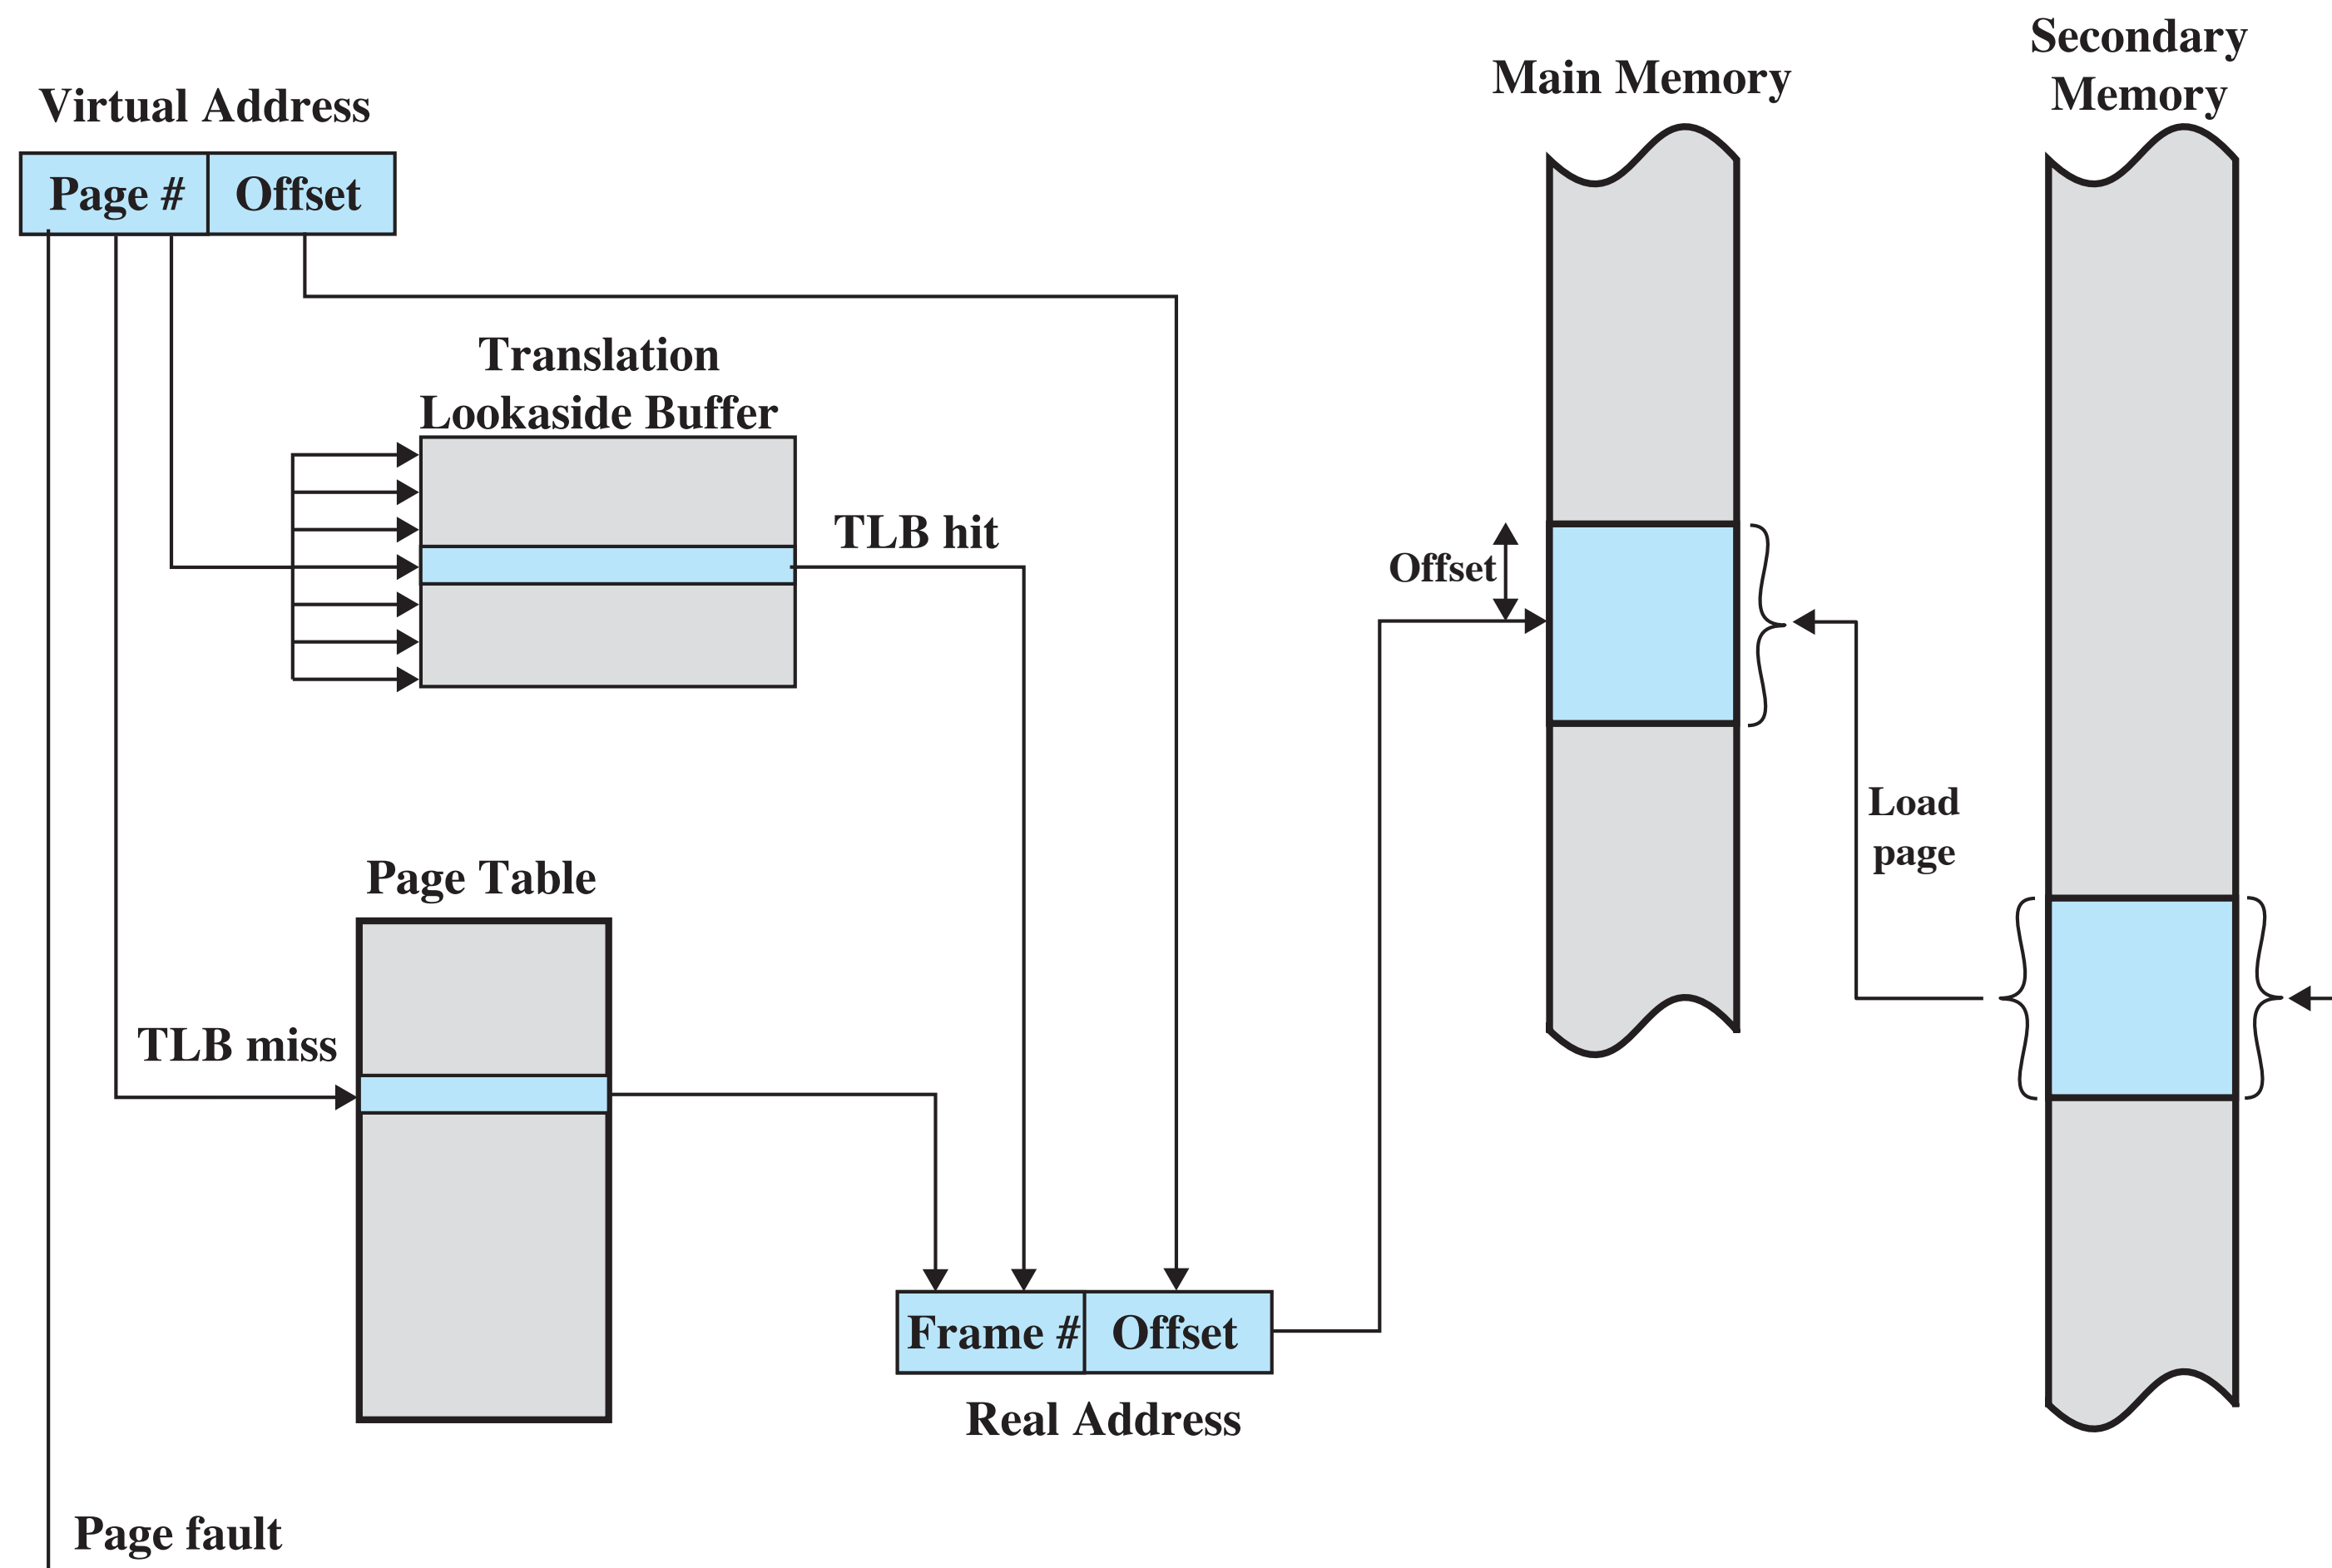 Secondary
Memory
Main Memory
Virtual Address
Page #
Offset
Translation
Lookaside Buffer
TLB hit
Offset
Load
page
Page Table
TLB miss
Frame #
Offset
Real Address
Page fault